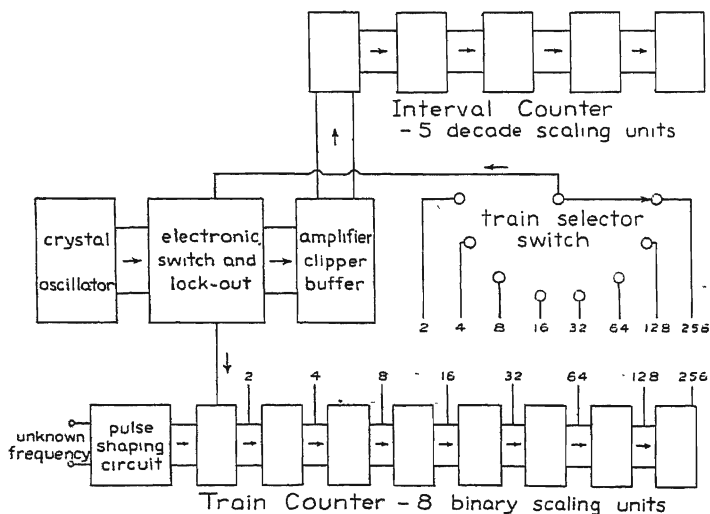 Interval Counter
- 5 decade scaling units
crystal
oscillator
electronic
switch and
lock-out
amplifier
clipper
buffer
train selector
switch
2 4 8 16 32 64 128 256
2 4 8 16 32 64 128 256
unknown
frequency
pulse
shaping
circuit
Train Counter - 8 binary scaling units